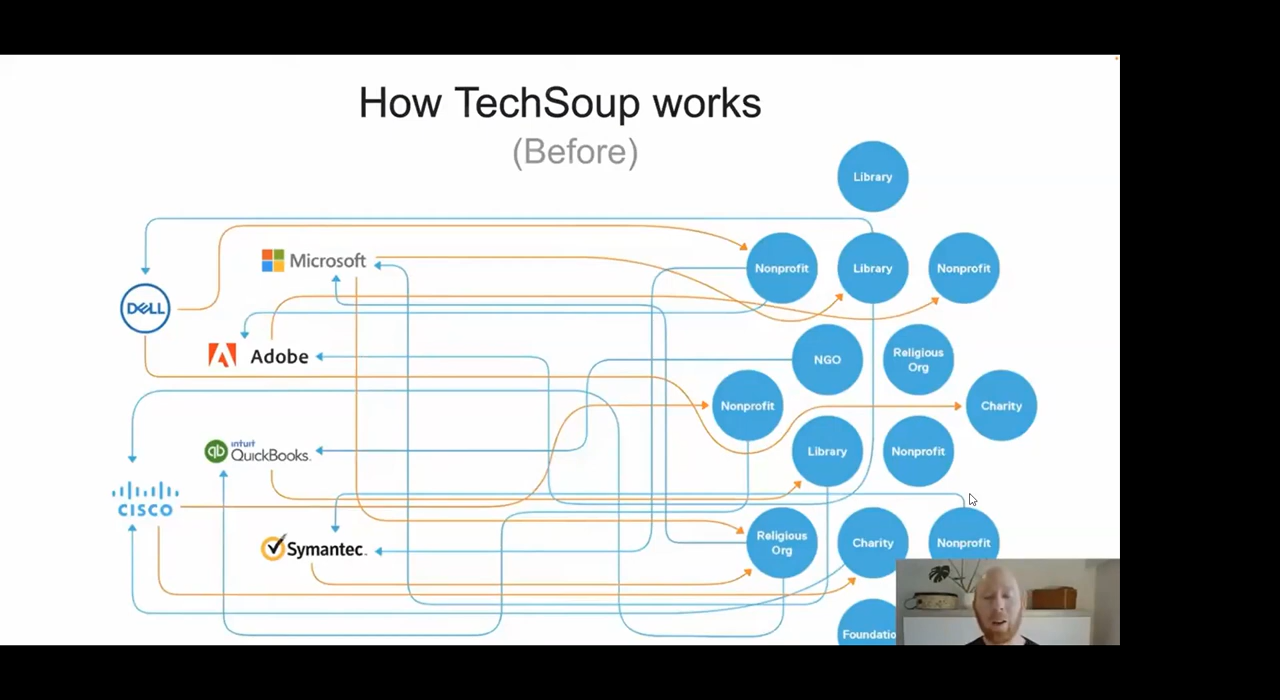 How TechSoup works
(Before)
Library
Microsoft
Nonprofit
Library
Nonprofit
DELL
Adobe
NGO
Religious
Org
Nonprofit
Charity
intuit
QuickBooks.
Library
Nonprofit
CISCO
Symantec.
Religious
Org
Charity
Nonprofit
Foundatio